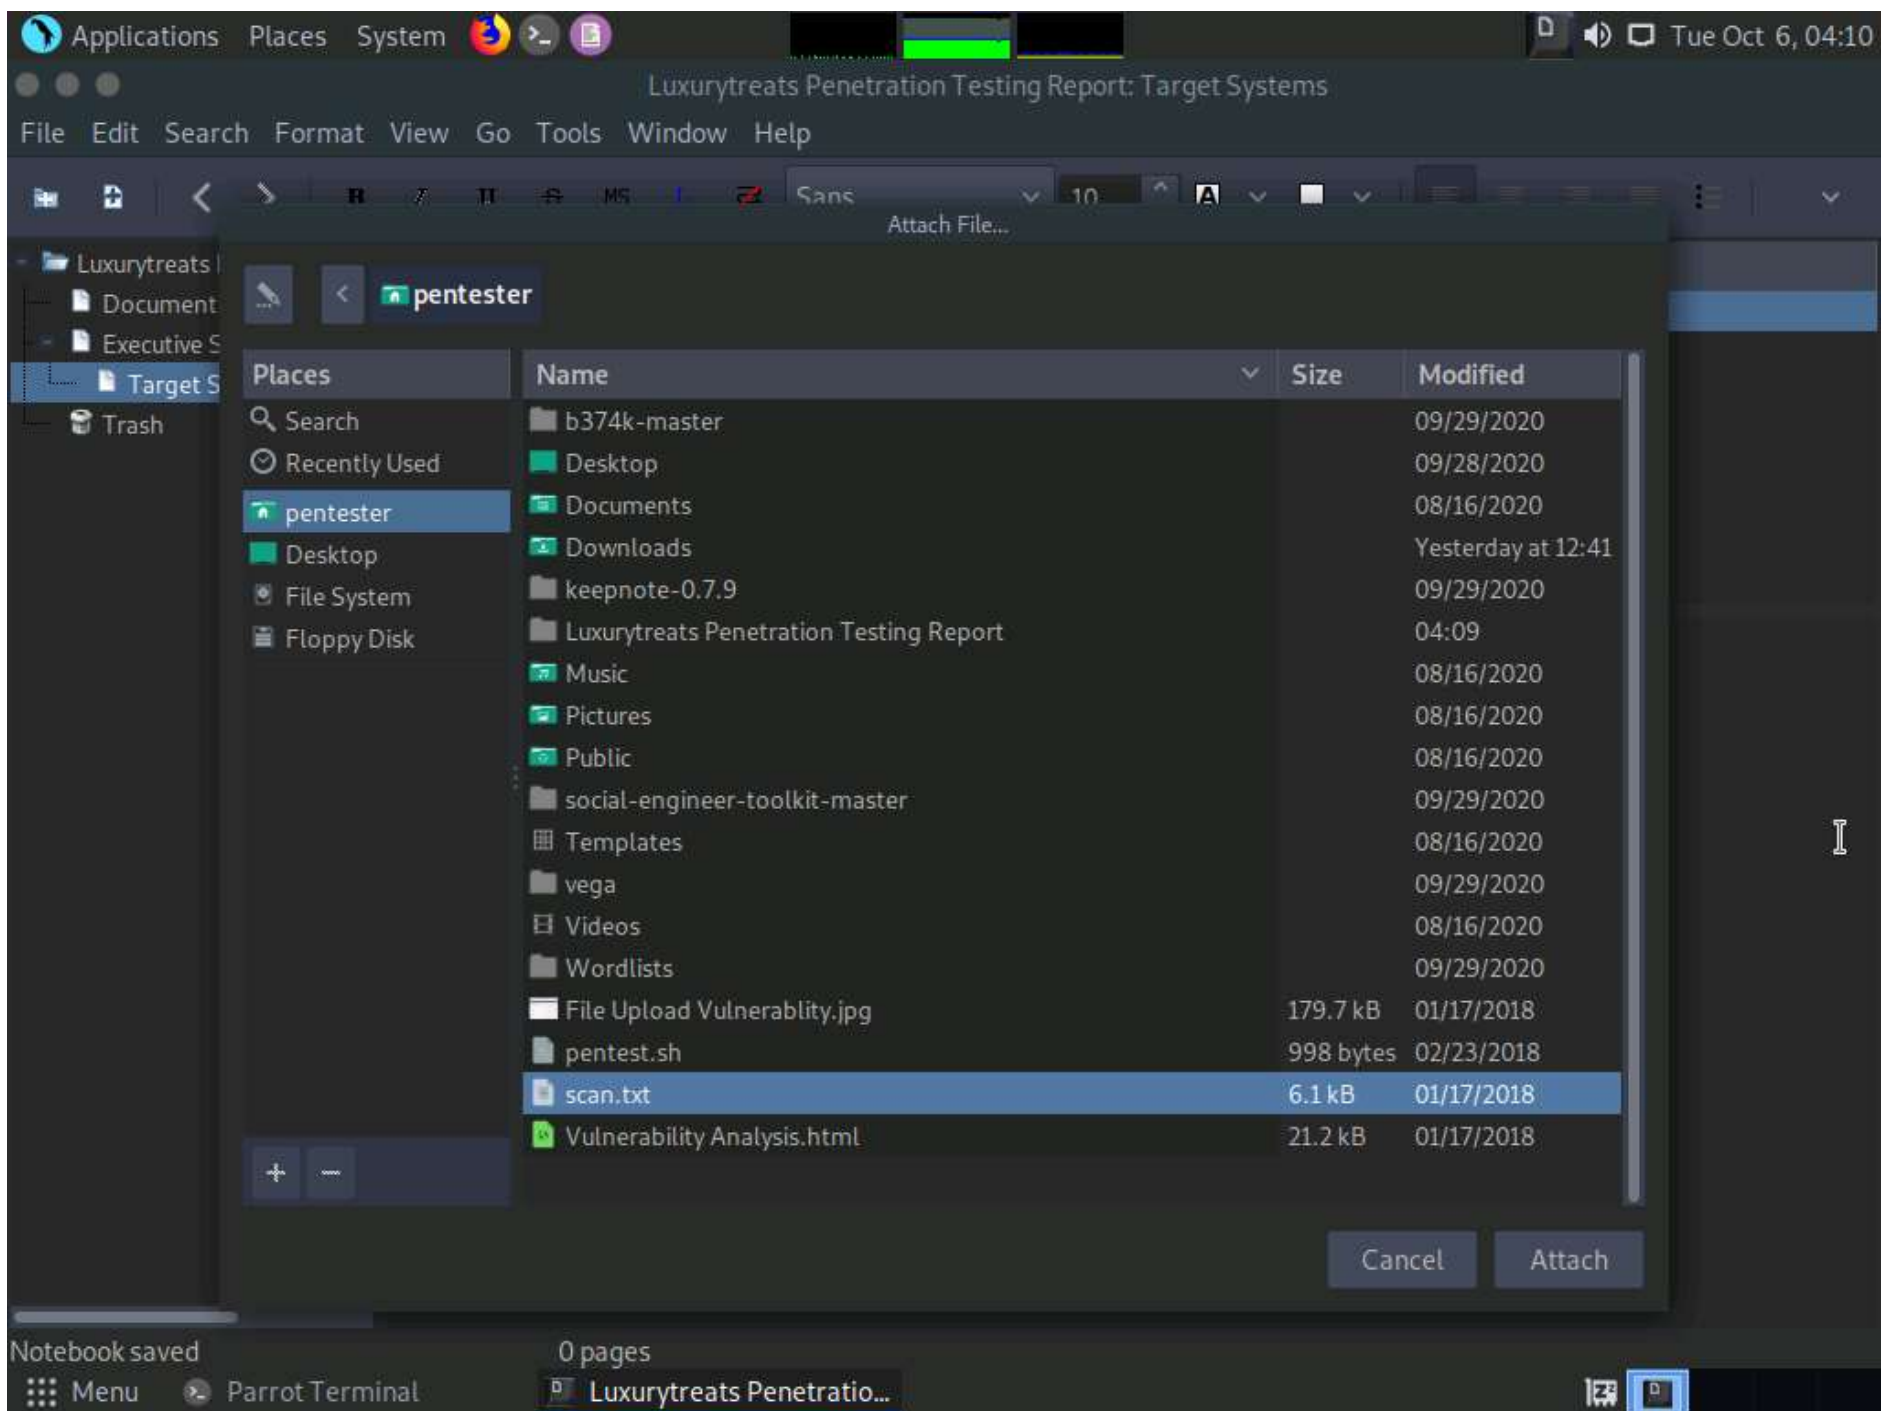 Applications Places System Tue Oct 6, 04:10
Luxurytreats Penetration Testing Report: Target Systems
File Edit Search Format View Go Tools Window Help
Sans 10 A
Attach File...
Luxurytreats
Document
Executive S
Target S
Trash
pentester
Places
Search
Recently Used
pentester
Desktop
File System
Floppy Disk
Name Size Modified
b374k-master 09/29/2020
Desktop 09/28/2020
Documents 08/16/2020
Downloads Yesterday at 12:41
keepnote-0.7.9 09/29/2020
Luxurytreats Penetration Testing Report 04:09
Music 08/16/2020
Pictures 08/16/2020
Public 08/16/2020
social-engineer-toolkit-master 09/29/2020
Templates 08/16/2020
vega 09/29/2020
Videos 08/16/2020
Wordlists 09/29/2020
File Upload Vulnerablity.jpg 179.7 kB 01/17/2018
pentest.sh 998 bytes 02/23/2018
scan.txt 6.1 kB 01/17/2018
Vulnerability Analysis.html 21.2 kB 01/17/2018
Cancel Attach
Notebook saved 0 pages
Menu Parrot Terminal Luxurytreats Penetratio...